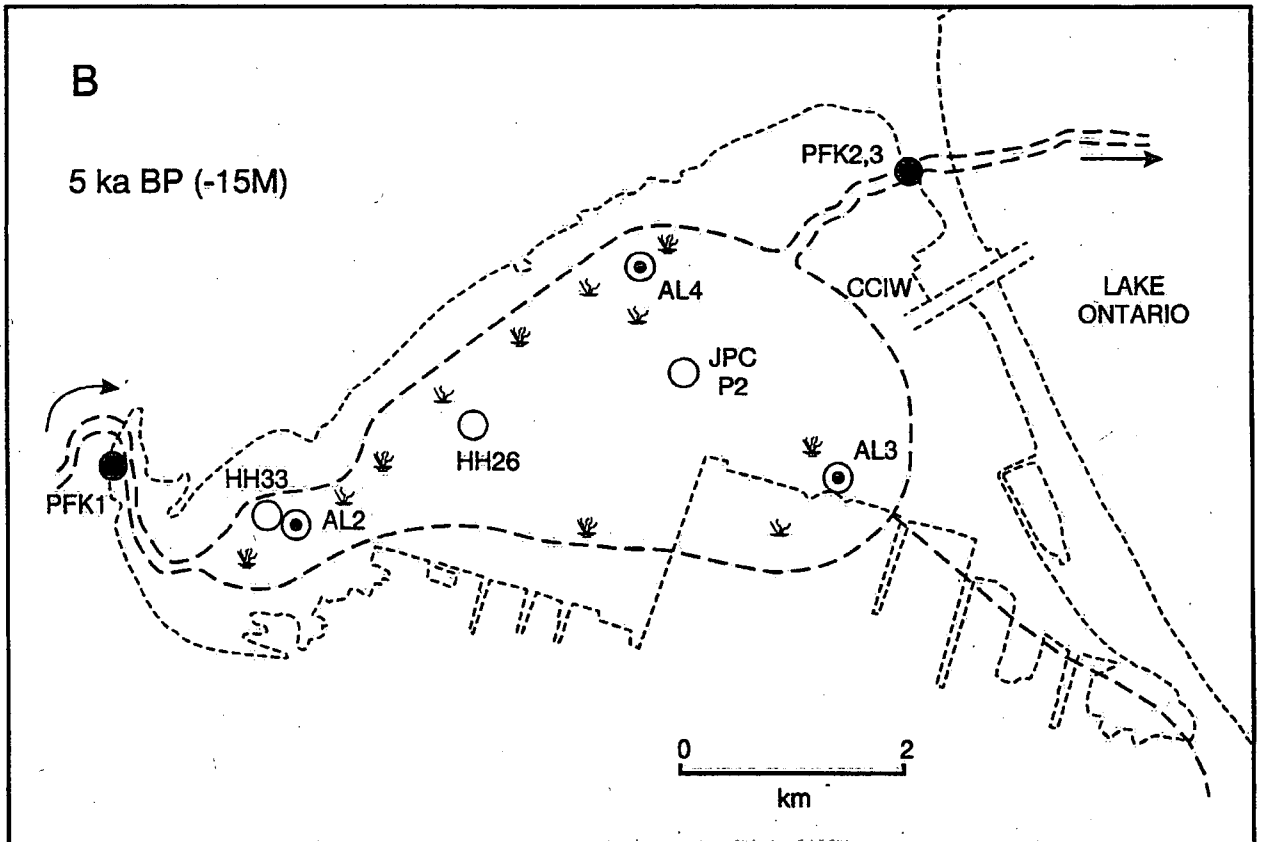 B
5 ka BP (-15M)
PFK2,3
AL4
CCIW
LAKE
ONTARIO
JPC
P2
HH26
AL3
PFK1
HH33
AL2
0 2
km